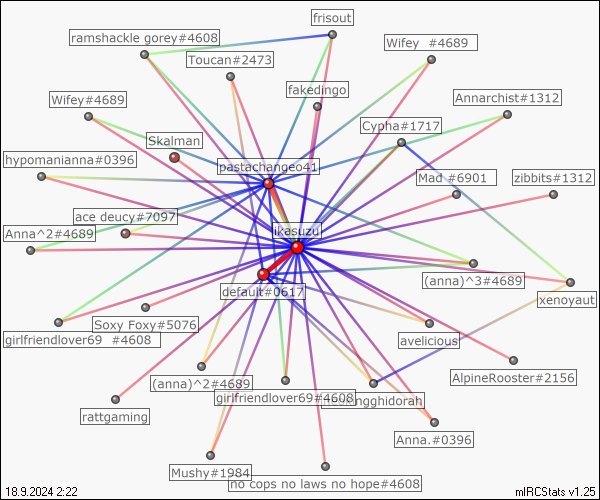 frisout
ramshackle gorey#4608
Wifey #4689
Toucan#2473
fakedingo
Wifey#4689
Annarchist#1312
Cypha#1717
Skalman
hypomanianna#0396
pastachangeo41
Mad #6901
zibbits#1312
ace deucy#7097
Anna^2#4689
ikasuzu
(anna)^3#4689
default#0617
xenoyaut
Soxy Foxy#5076
girlfriendlover69 #4608
avelicious
AlpineRooster#2156
(anna)^2#4689
girlfriendlover69#4608
rattgaming
Anna.#0396
Mushy#1984
no cops no laws no hope#4608
18.9.2024 2:22
mIRCStats v1.25